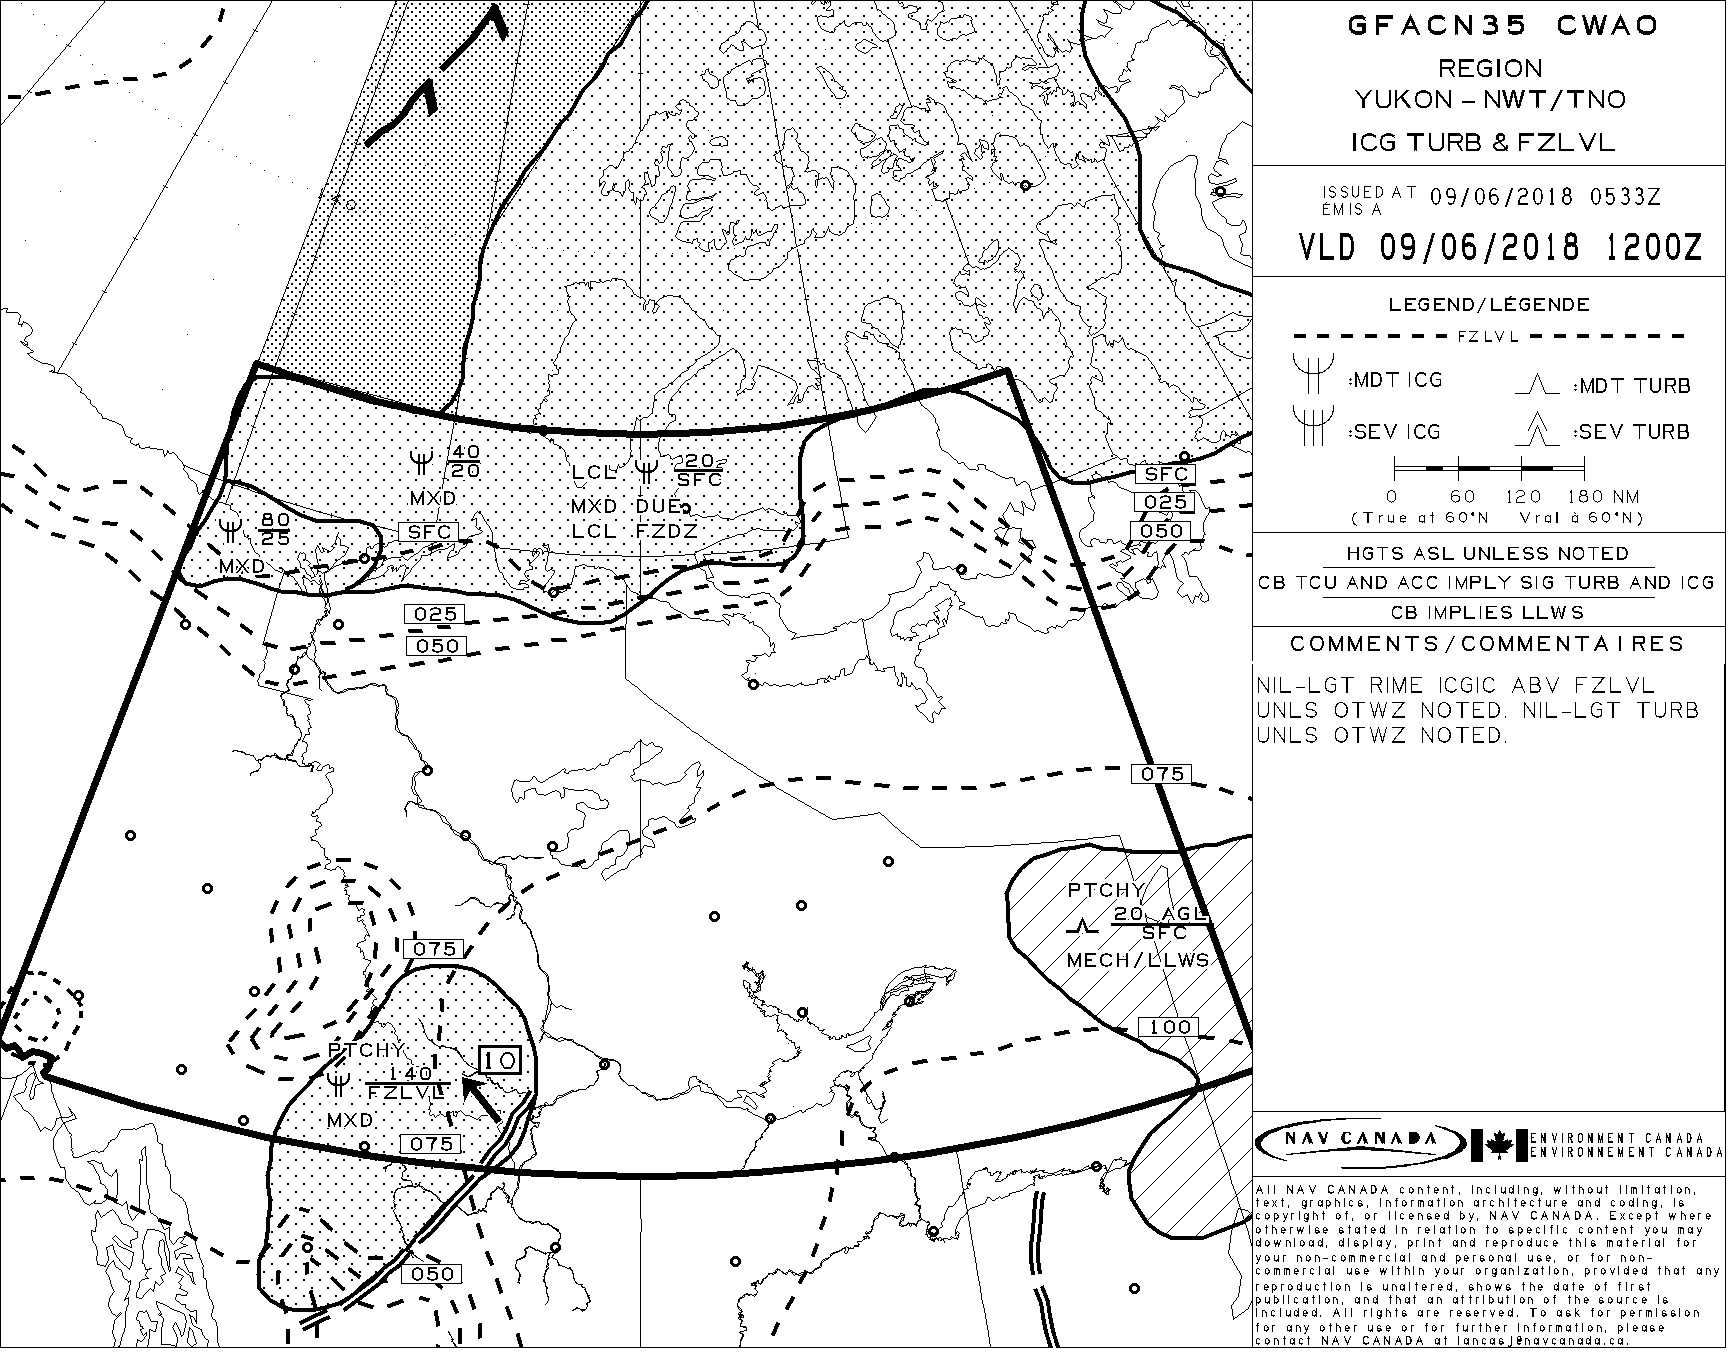 GFACN35 CWAO
REGION
YUKON – NWT/TNO
ICG TURB & FZLVL
ISSUED AT 09/06/2018 0533Z
ÉMIS A
VLD 09/06/2018 1200Z
LEGEND/LÉGENDE
FZLVL
:MDT ICG :MDT TURB
:SEV ICG :SEV TURB
0 60 120 180 NM
(True at 60°N Vrai à 60°N)
HGTS ASL UNLESS NOTED
CB TCU AND ACC IMPLY SIG TURB AND ICG
CB IMPLIES LLWS
COMMENTS/COMMENTAIRES
NIL–LGT RIME ICGIC ABV FZLVL
UNLS OTWZ NOTED. NIL–LGT TURB
UNLS OTWZ NOTED.
NAV CANADA
ENVIRONMENT CANADA
ENVIRONNEMENT CANADA
All NAV CANADA content, including, without limitation,
text, graphics, information architecture and coding, is
copyright of, or licensed by, NAV CANADA. Except where
otherwise stated in relation to specific content you may
download, display, print and reproduce this material for
your non-commercial and personal use, or for non-
commercial use within your organization, provided that any
reproduction is unaltered, shows the date of first
publication, and that an attribution of the source is
included. All rights are reserved. To ask for permission
for any other use or for further information, please
contact NAV CANADA at lancasj@navcanada.ca.
40
20
MXD
LCL 20
SFC
MXD DUE
LCL FZDZ
80
25
MXD
SFC
025
050
SFC
025
050
075
075
PTCHY
20 AGL
SFC
MECH/LLWS
100
PTCHY
140
FZLVL
MXD
10
075
050